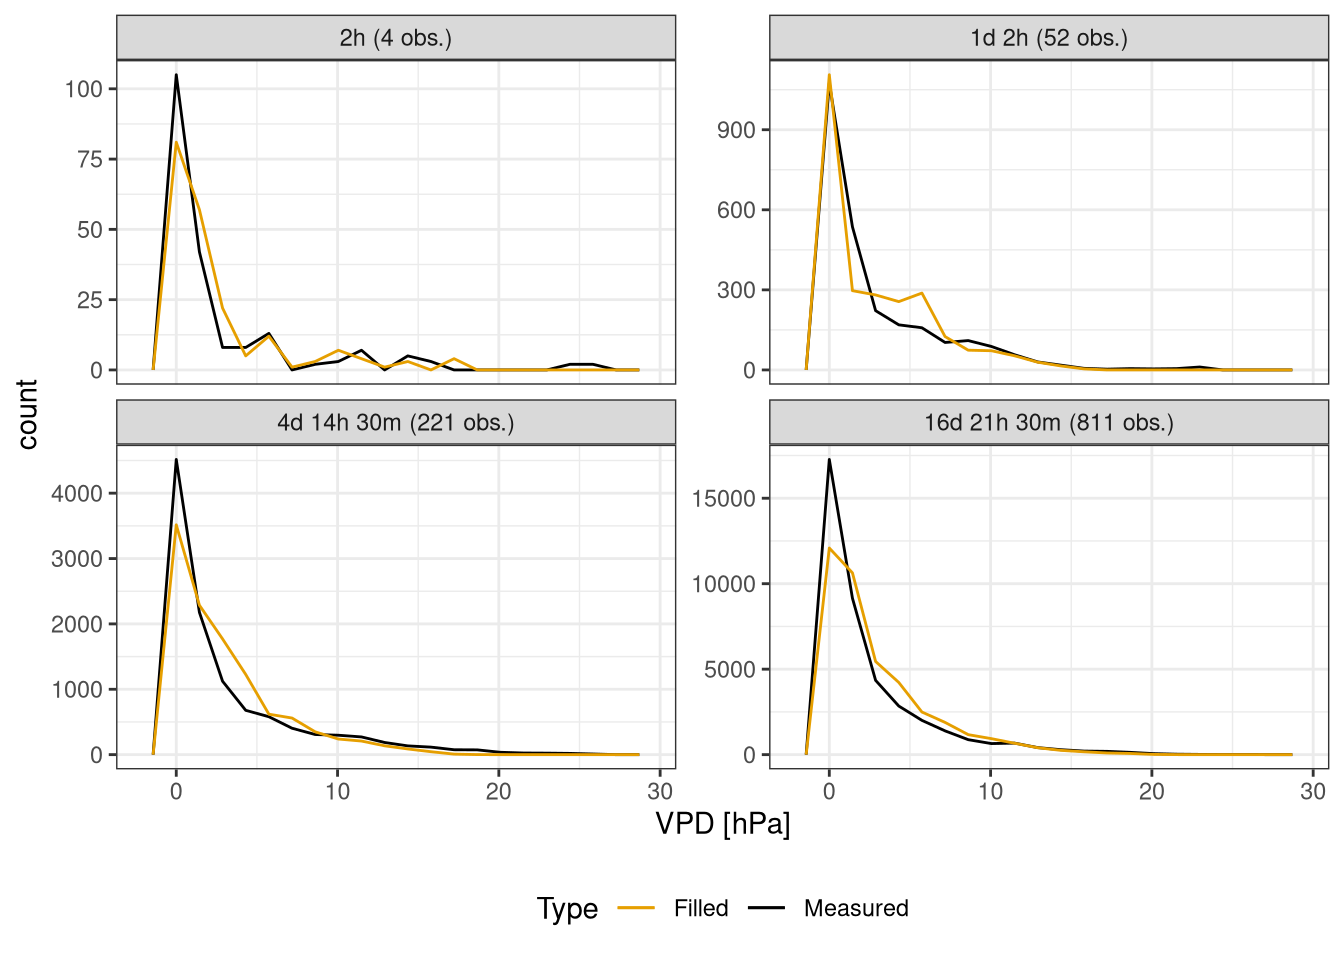 2h (4 obs.)
1d 2h (52 obs.)
100
75
50
25
0
900
600
300
0
count
4d 14h 30m (221 obs.)
16d 21h 30m (811 obs.)
4000
3000
2000
1000
0
15000
10000
5000
0
0 10 20 30
0 10 20 30
VPD [hPa]
Type Filled Measured